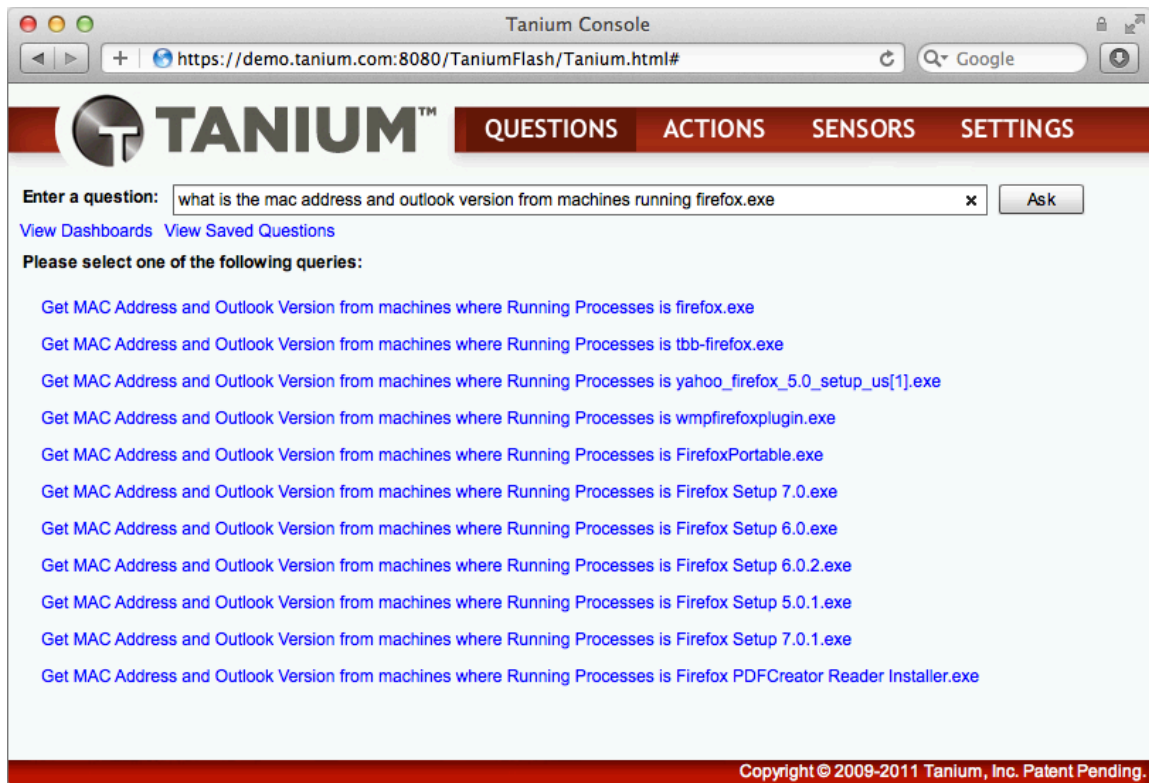 Tanium Console
https://demo.tanium.com:8080/TaniumFlash/Tanium.html#
Google
TANIUM™
QUESTIONS ACTIONS SENSORS SETTINGS
Enter a question: what is the mac address and outlook version from machines running firefox.exe × Ask
View Dashboards View Saved Questions
Please select one of the following queries:
Get MAC Address and Outlook Version from machines where Running Processes is firefox.exe
Get MAC Address and Outlook Version from machines where Running Processes is tbb-firefox.exe
Get MAC Address and Outlook Version from machines where Running Processes is yahoo_firefox_5.0_setup_us[1].exe
Get MAC Address and Outlook Version from machines where Running Processes is wmpfirefoxplugin.exe
Get MAC Address and Outlook Version from machines where Running Processes is FirefoxPortable.exe
Get MAC Address and Outlook Version from machines where Running Processes is Firefox Setup 7.0.exe
Get MAC Address and Outlook Version from machines where Running Processes is Firefox Setup 6.0.exe
Get MAC Address and Outlook Version from machines where Running Processes is Firefox Setup 6.0.2.exe
Get MAC Address and Outlook Version from machines where Running Processes is Firefox Setup 5.0.1.exe
Get MAC Address and Outlook Version from machines where Running Processes is Firefox Setup 7.0.1.exe
Get MAC Address and Outlook Version from machines where Running Processes is Firefox PDFCreator Reader Installer.exe
Copyright © 2009-2011 Tanium, Inc. Patent Pending.